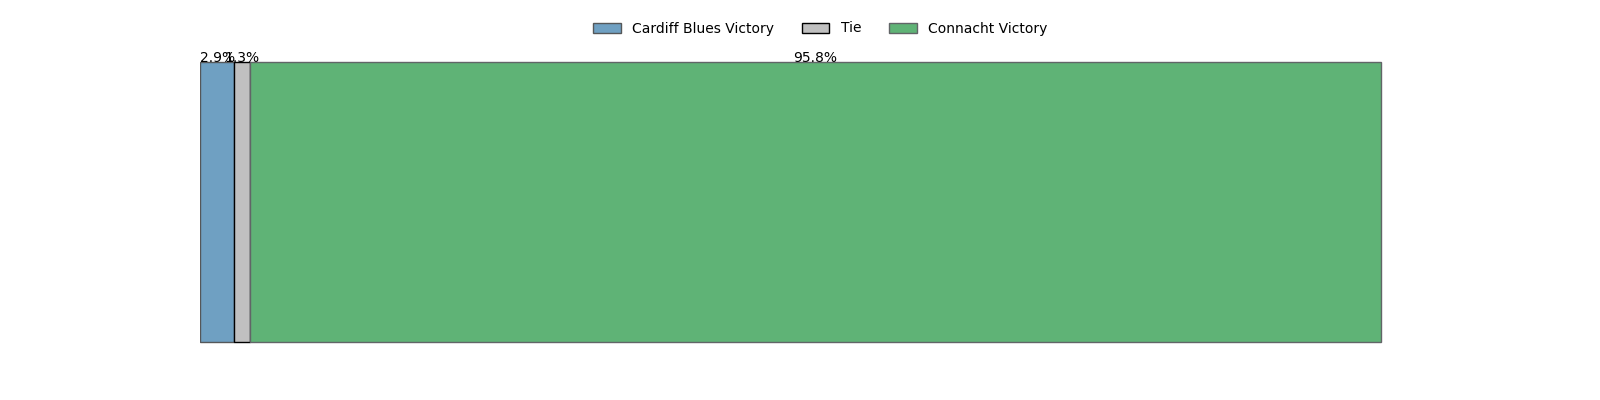 Cardiff Blues Victory Tie Connacht Victory
2.9% 1.3% 95.8%